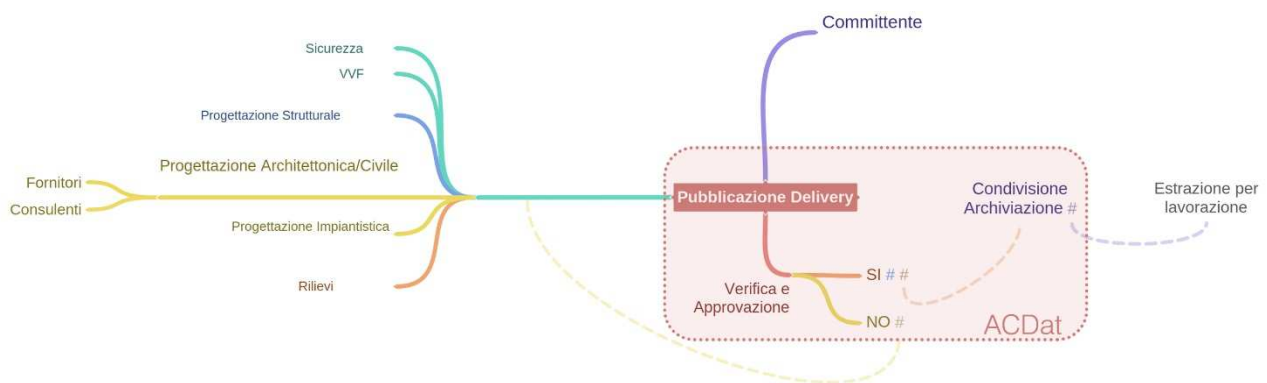 Committente
Sicurezza
VVF
Progettazione Strutturale
Progettazione Architettonica/Civile
Fornitori
Consulenti
Progettazione Impiantistica
Rilievi
Pubblicazione Delivery
Condivisione
Archiviazione #
Estrazione per
lavorazione
Verifica e
Approvazione
SI # #
NO #
ACDat